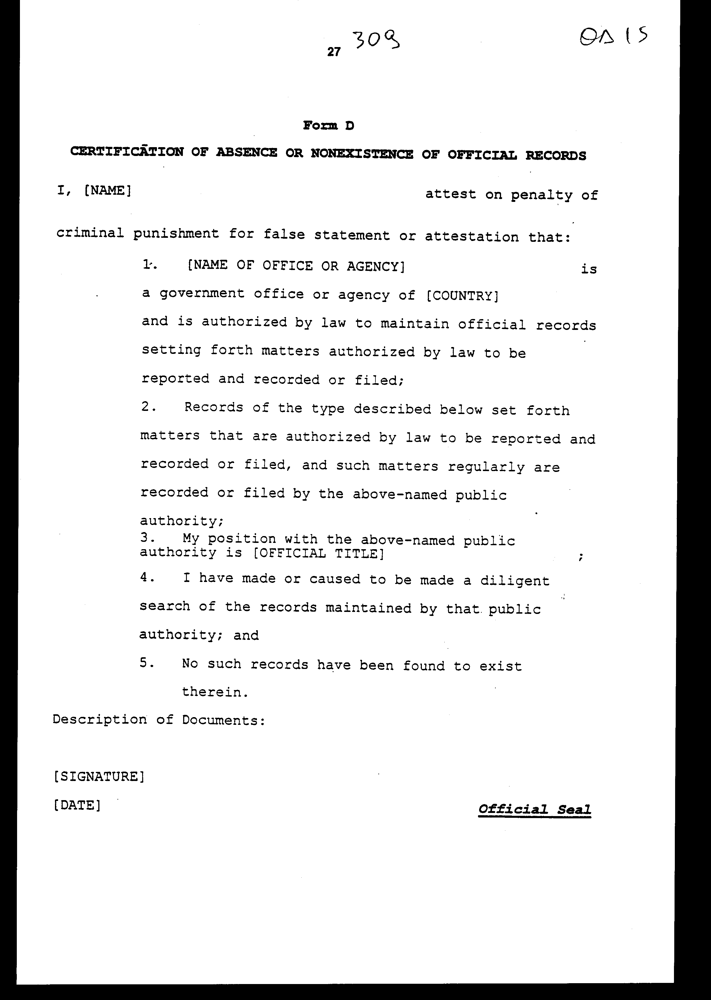 27 309
Form D
CERTIFICATION OF ABSENCE OR NONEXISTENCE OF OFFICIAL RECORDS
I, [NAME] attest on penalty of
criminal punishment for false statement or attestation that:
1. [NAME OF OFFICE OR AGENCY] is
a government office or agency of [COUNTRY]
and is authorized by law to maintain official records
setting forth matters authorized by law to be
reported and recorded or filed;
2. Records of the type described below set forth
matters that are authorized by law to be reported and
recorded or filed, and such matters regularly are
recorded or filed by the above-named public
authority;
3. My position with the above-named public
authority is [OFFICIAL TITLE] ;
4. I have made or caused to be made a diligent
search of the records maintained by that public
authority; and
5. No such records have been found to exist
therein.
Description of Documents:
[SIGNATURE]
[DATE]
Official Seal